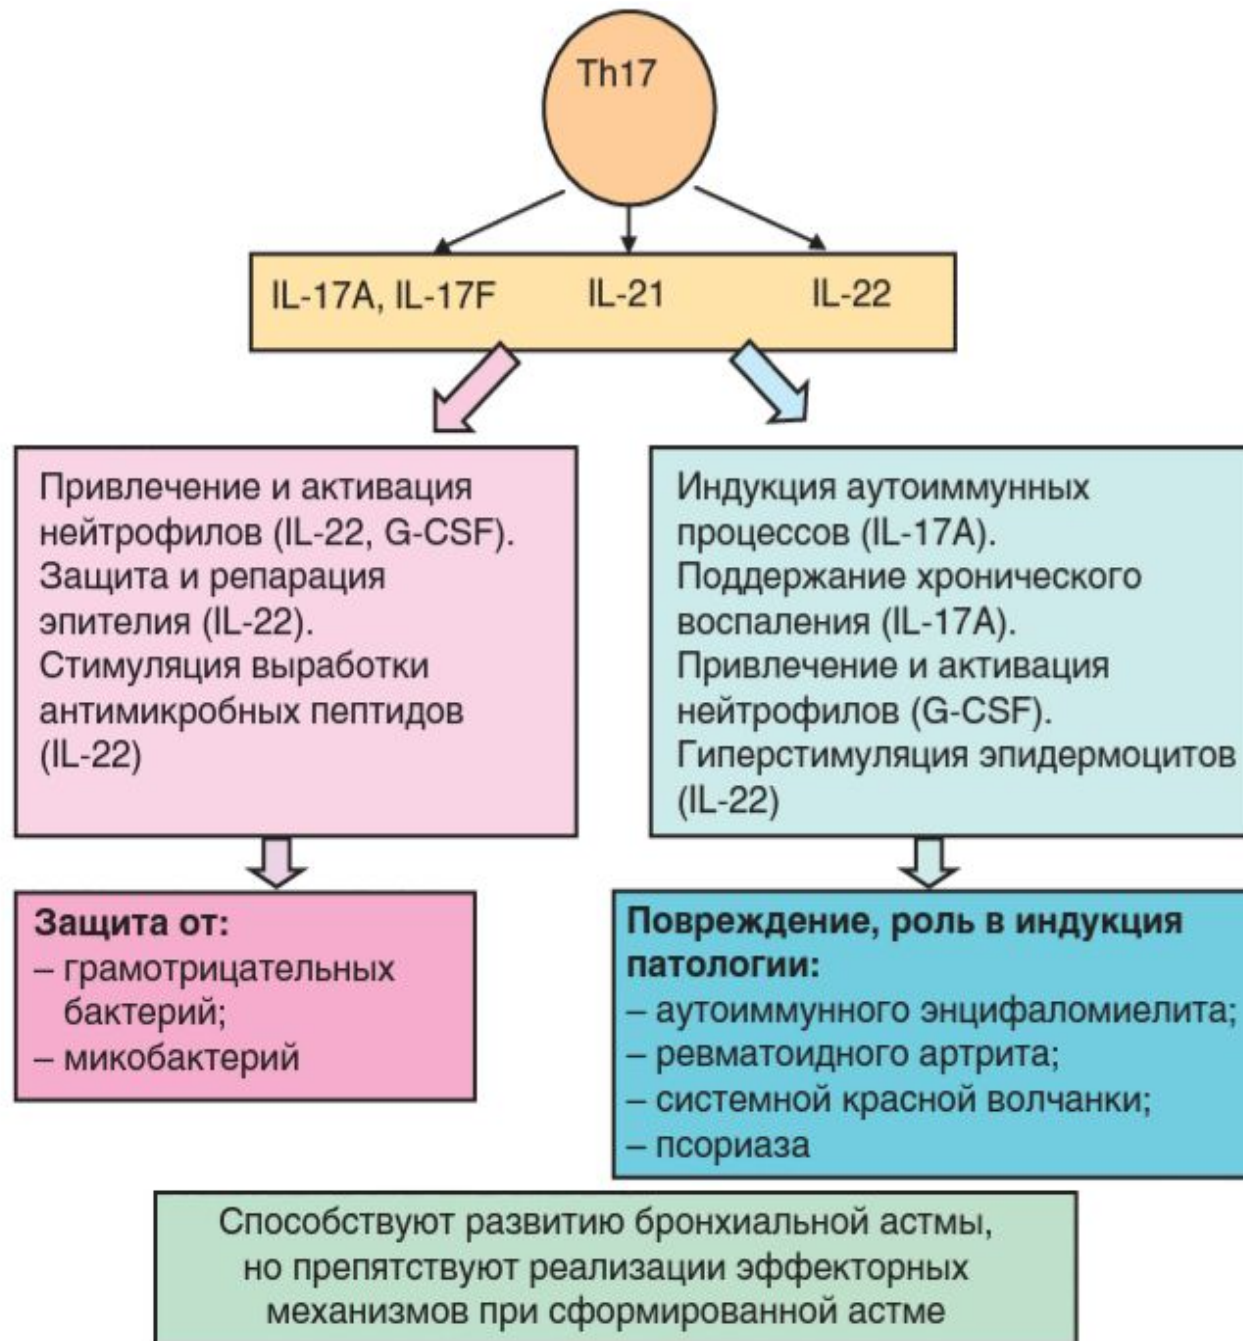 Th17
IL-17A, IL-17F IL-21 IL-22
Привлечение и активация
нейтрофилов (IL-22, G-CSF).
Защита и репарация
эпителия (IL-22).
Стимуляция выработки
антимикробных пептидов
(IL-22)
Индукция аутоиммунных
процессов (IL-17A).
Поддержание хронического
воспаления (IL-17A).
Привлечение и активация
нейтрофилов (G-CSF).
Гиперстимуляция эпидермоцитов
(IL-22)
Защита от:
– грамотрицательных
бактерий;
– микобактерий
Повреждение, роль в индукция
патологии:
– аутоиммунного энцифаломиелита;
– ревматоидного артрита;
– системной красной волчанки;
– псориаза
Способствуют развитию бронхиальной астмы,
но препятствуют реализации эффекторных
механизмов при сформированной астме